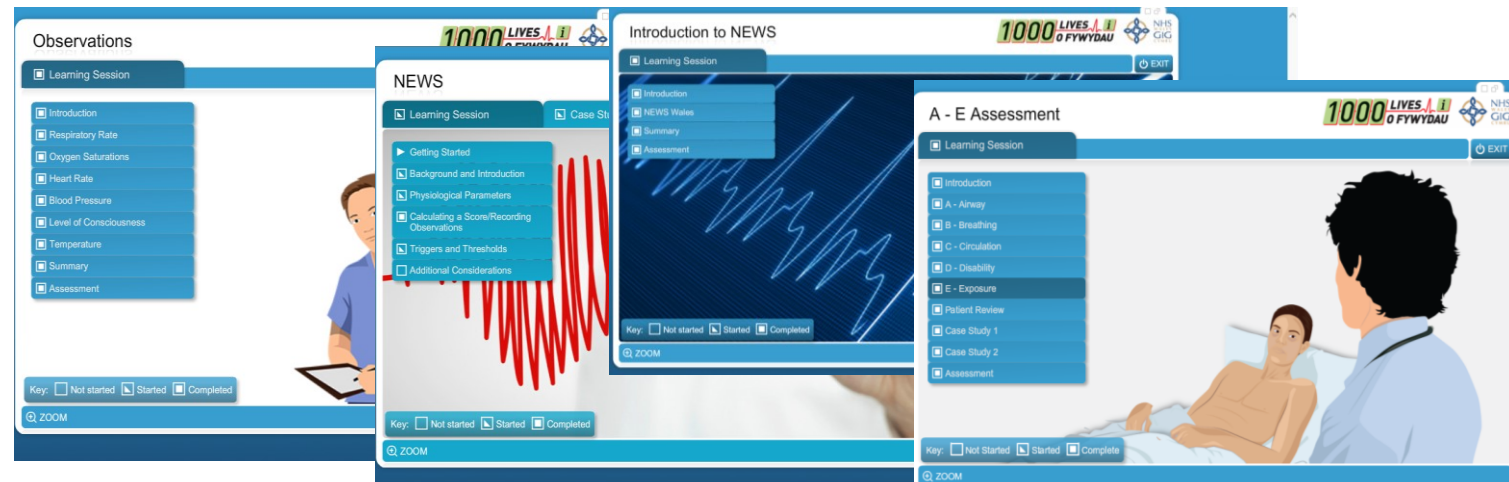 Observations
1000 LIVES i
O FYWYDAU
Learning Session
Introduction
Respiratory Rate
Oxygen Saturations
Heart Rate
Blood Pressure
Level of Consciousness
Temperature
Summary
Assessment
Key: Not started Started Completed
ZOOM
NEWS
Learning Session
Getting Started
Background and Introduction
Physiological Parameters
Calculating a Score/Recording
Observations
Triggers and Thresholds
Additional Considerations
Key: Not started Started Completed
ZOOM
Introduction to NEWS
1000 LIVES i
O FYWYDAU
NHS
GIG
EXIT
Learning Session
Introduction
NEWS Wales
Summary
Assessment
Key: Not started Started Completed
ZOOM
A - E Assessment
1000 LIVES i
O FYWYDAU
NHS
GIG
EXIT
Learning Session
Introduction
A - Airway
B - Breathing
C - Circulation
D - Disability
E - Exposure
Patient Review
Case Study 1
Case Study 2
Assessment
Key: Not Started Started Complete
ZOOM